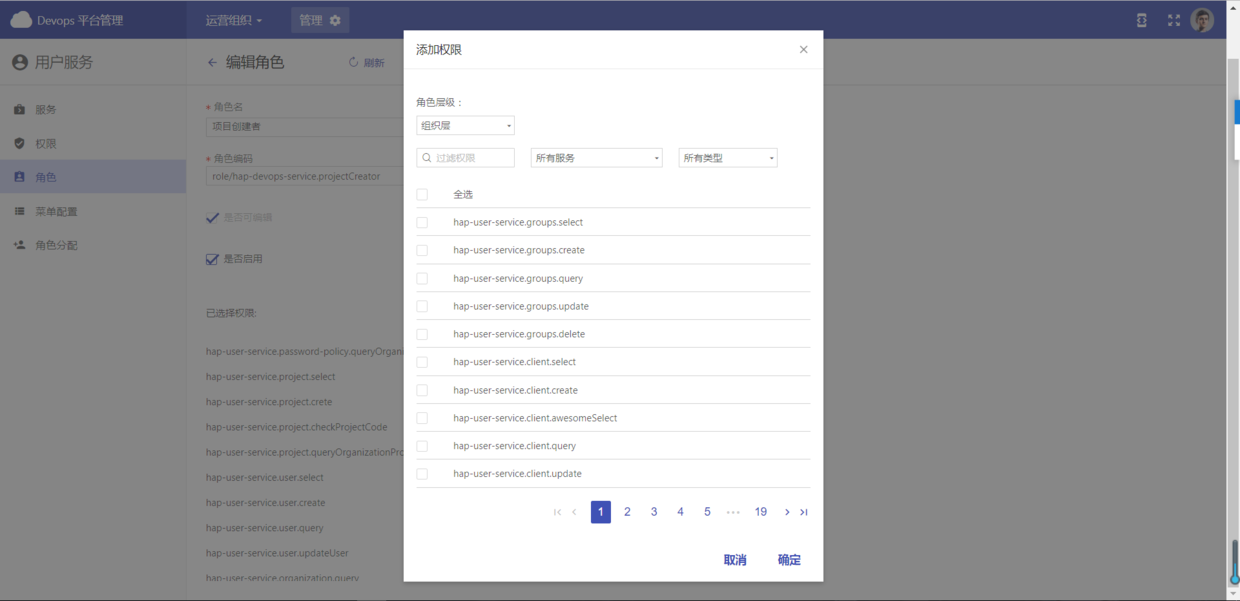 Devops 平台管理
运营组织
管理
用户服务
编辑角色
刷新
服务
权限
角色
菜单配置
角色分配
* 角色名
项目创建者
* 角色编码
role/hap-devops-service.projectCreator
是否可编辑
是否启用
已选择权限:
hap-user-service.password-policy.queryOrgani
hap-user-service.project.select
hap-user-service.project.crete
hap-user-service.project.checkProjectCode
hap-user-service.project.queryOrganizationPro
hap-user-service.user.select
hap-user-service.user.create
hap-user-service.user.query
hap-user-service.user.updateUser
hap-user-service.organization.query
添加权限
角色层级：
组织层
过滤权限
所有服务
所有类型
全选
hap-user-service.groups.select
hap-user-service.groups.create
hap-user-service.groups.query
hap-user-service.groups.update
hap-user-service.groups.delete
hap-user-service.client.select
hap-user-service.client.create
hap-user-service.client.awesomeSelect
hap-user-service.client.query
hap-user-service.client.update
1 2 3 4 5 ••• 19
取消 确定